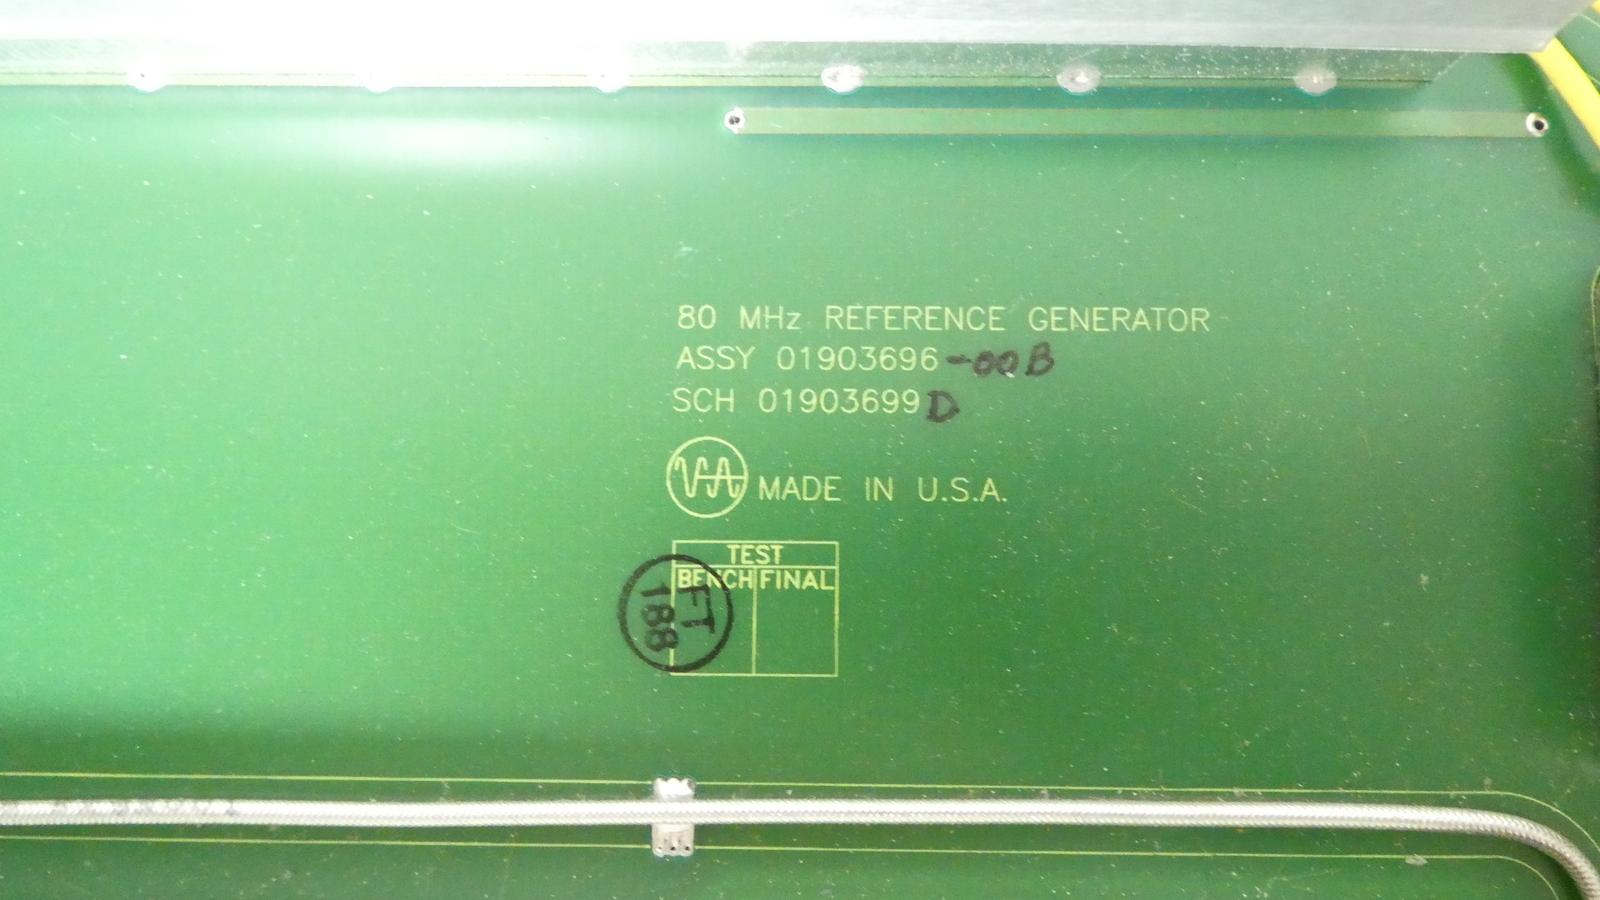 80 MHz REFERENCE GENERATOR
ASSY 01903696-00B
SCH 01903699D
MADE IN U.S.A.
TEST
BENCH FINAL
FT
188